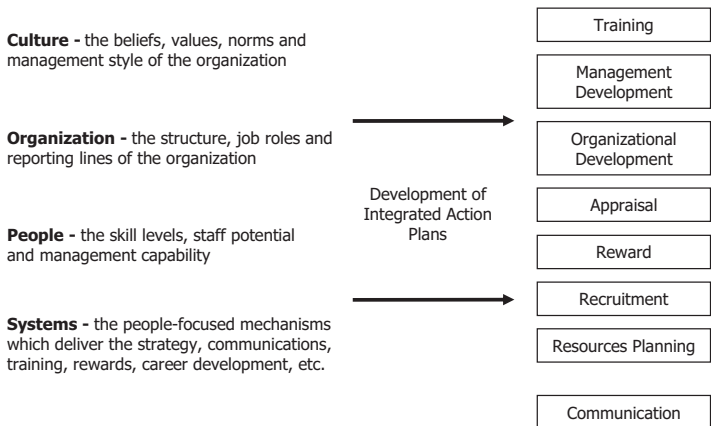 Culture - the beliefs, values, norms and
management style of the organization
Organization - the structure, job roles and
reporting lines of the organization
People - the skill levels, staff potential
and management capability
Systems - the people-focused mechanisms
which deliver the strategy, communications,
training, rewards, career development, etc.
Development of
Integrated Action
Plans
Training
Management
Development
Organizational
Development
Appraisal
Reward
Recruitment
Resources Planning
Communication